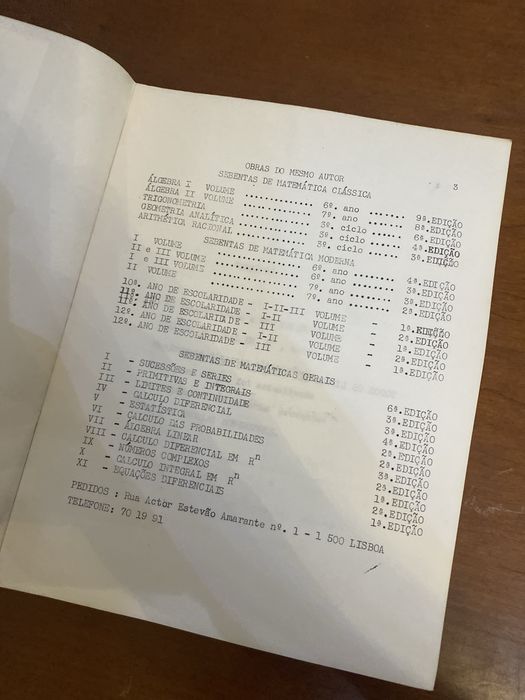 3
OBRAS DO MESMO AUTOR
SEBENTAS DE MATEMÁTICA CLÁSSICA
ÁLGEBRA I VOLUME ............. 6º. ano ....... 9ª.EDIÇÃO
ÁLGEBRA II VOLUME ............. 7º. ano ....... 8ª.EDIÇÃO
TRIGONOMETRIA ............. 3º. ciclo ....... 6ª.EDIÇÃO
GEOMETRIA ANALÍTICA ............. 3º. ciclo ....... 4ª.EDIÇÃO
ARITMÉTICA RACIONAL ............. 3º. ciclo ....... 3ª.EDIÇÃO
SEBENTAS DE MATEMÁTICA MODERNA
I VOLUME ............. 6º. ano ....... 4ª.EDIÇÃO
II e III VOLUME ............. 6º. ano ....... 3ª.EDIÇÃO
I e III VOLUME ............. 7º. ano ....... 3ª.EDIÇÃO
II VOLUME ............. 7º. ano ....... 2ª.EDIÇÃO
10º. ANO DE ESCOLARIDADE - I-II-III VOLUME - 1ª.EDIÇÃO
11º. ANO DE ESCOLARIDADE - I-II VOLUME - 2ª.EDIÇÃO
11º. ANO DE ESCOLARIDADE - III VOLUME - 1ª.EDIÇÃO
12º. ANO DE ESCOLARIDADE - I-II VOLUME - 2ª.EDIÇÃO
12º. ANO DE ESCOLARIDADE - III VOLUME - 1ª.EDIÇÃO
SEBENTAS DE MATEMÁTICAS GERAIS
I - SUCESSÕES E SERIES 6ª.EDIÇÃO
II - PRIMITIVAS E INTEGRAIS 3ª.EDIÇÃO
III - LIMITES E CONTINUIDADE 3ª.EDIÇÃO
IV - CALCULO DIFERENCIAL 4ª.EDIÇÃO
V - ESTATÍSTICA 2ª.EDIÇÃO
VI - CALCULO DAS PROBABILIDADES 2ª.EDIÇÃO
VII - ÁLGEBRA LINEAR 3ª.EDIÇÃO
VIII - CÁLCULO DIFERENCIAL EM Rⁿ 2ª.EDIÇÃO
IX - NÚMEROS COMPLEXOS 1ª.EDIÇÃO
X - CALCULO INTEGRAL EM Rⁿ 2ª.EDIÇÃO
XI - EQUAÇÕES DIFERENCIAIS 1ª.EDIÇÃO
PEDIDOS : Rua Actor Estevão Amarante nº. 1 - 1 500 LISBOA
TELEFONE: 70 19 91